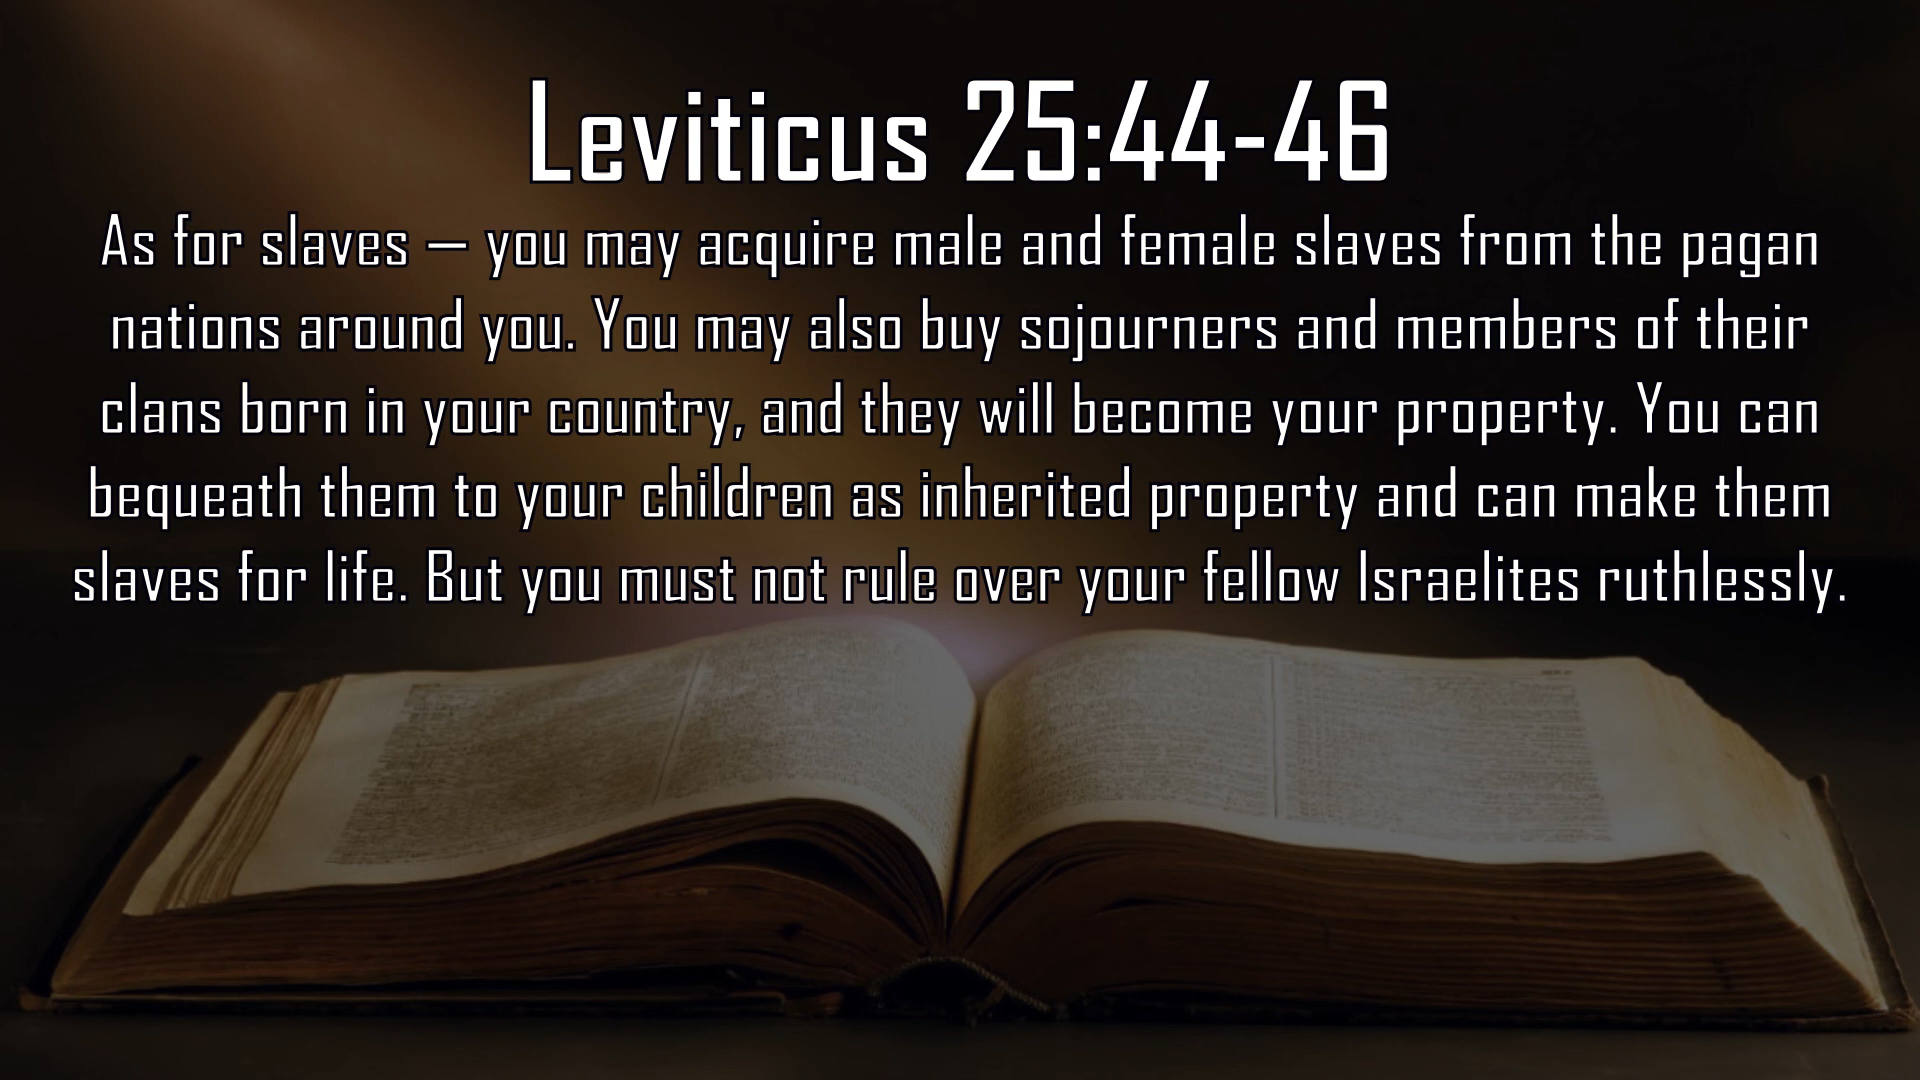 Leviticus 25:44-46
As for slaves — you may acquire male and female slaves from the pagan
nations around you. You may also buy sojourners and members of their
clans born in your country, and they will become your property. You can
bequeath them to your children as inherited property and can make them
slaves for life. But you must not rule over your fellow Israelites ruthlessly.